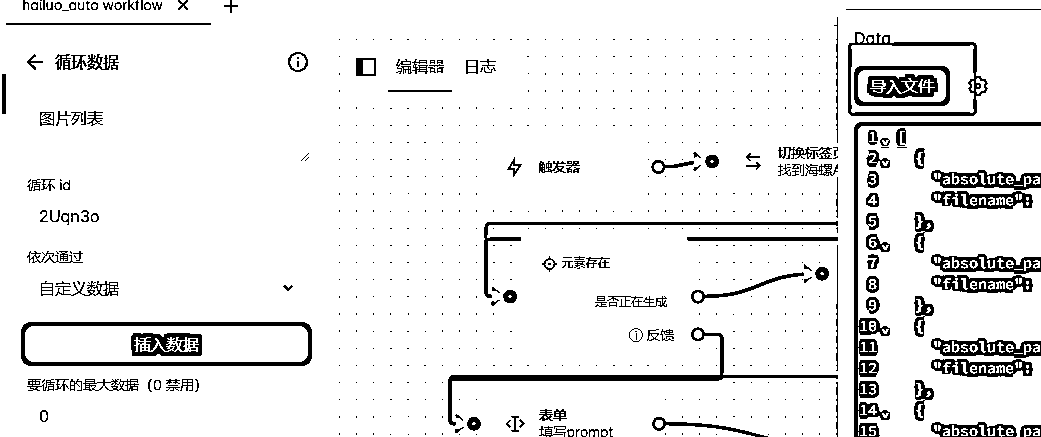 hailuo_auto workflow × +
循环数据
图片列表
循环 id
2Uqn3o
依次通过
自定义数据
插入数据
要循环的最大数据（0 禁用）
0
编辑器 日志
触发器
切换标签页
找到海螺
元素存在
是否正在生成
反馈
表单
填写prompt
Data
导入文件
1 [
2 {
3 "absolute_pa
4 "filename":
5 },
6 {
7 "absolute_pa
8 "filename":
9 },
10 {
11 "absolute_pa
12 "filename":
13 },
14 {
15 "absolute_pa